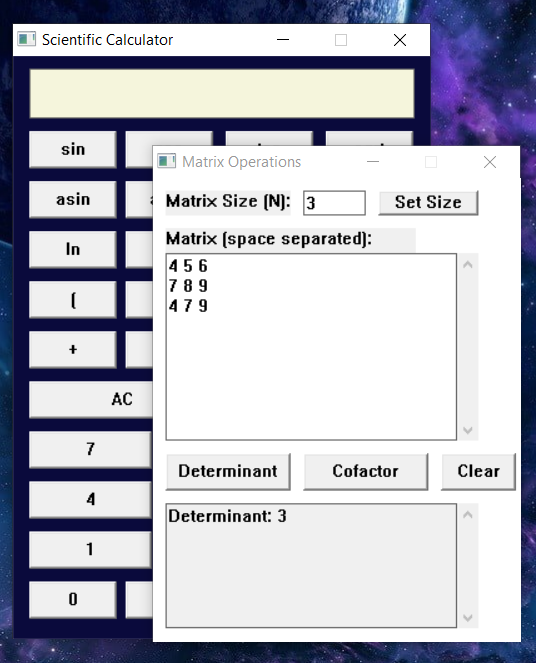 Scientific Calculator
sin
asin
ln
(
+
AC
7
4
1
0
Matrix Operations
Matrix Size (N): 3 Set Size
Matrix (space separated):
4 5 6
7 8 9
4 7 9
Determinant Cofactor Clear
Determinant: 3